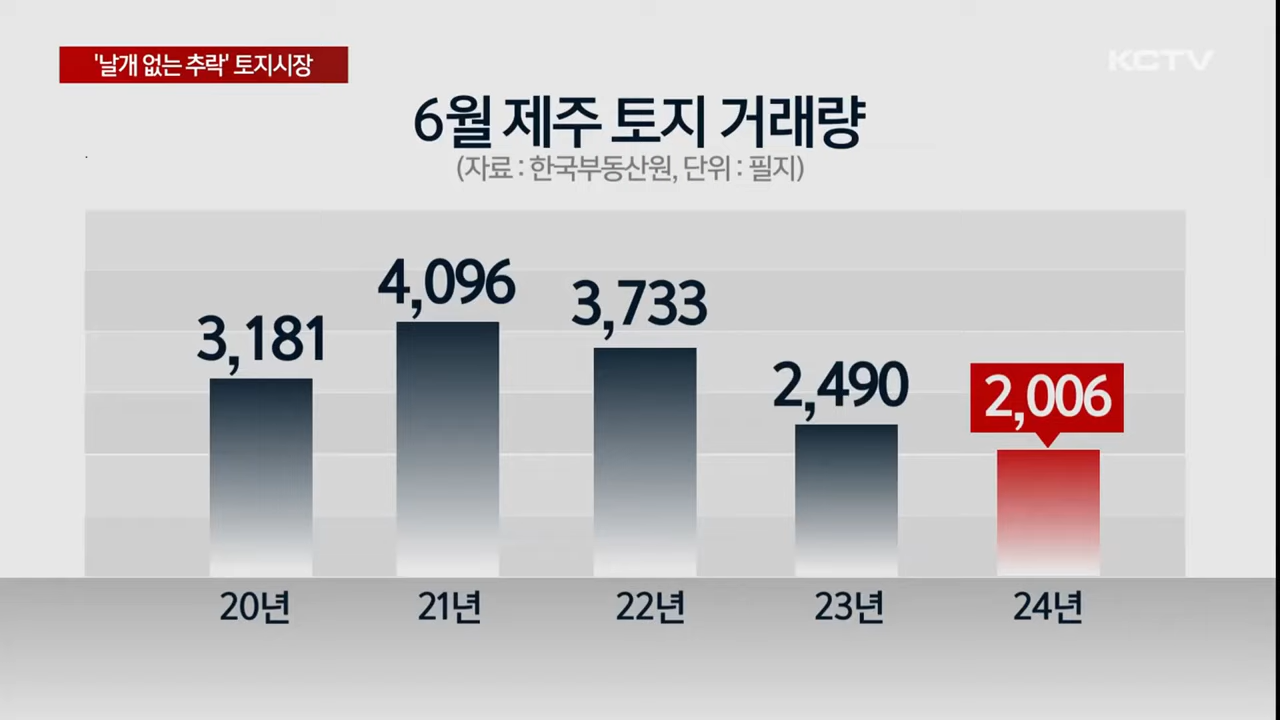 '날개 없는 추락' 토지시장
KCTV
6월 제주 토지 거래량
(자료 : 한국부동산원, 단위 : 필지)
3,181
4,096
3,733
2,490
2,006
20년
21년
22년
23년
24년